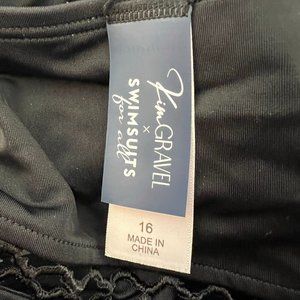 Kim GRAVEL
×
SWIMSUITS
for all
16
MADE IN
CHINA